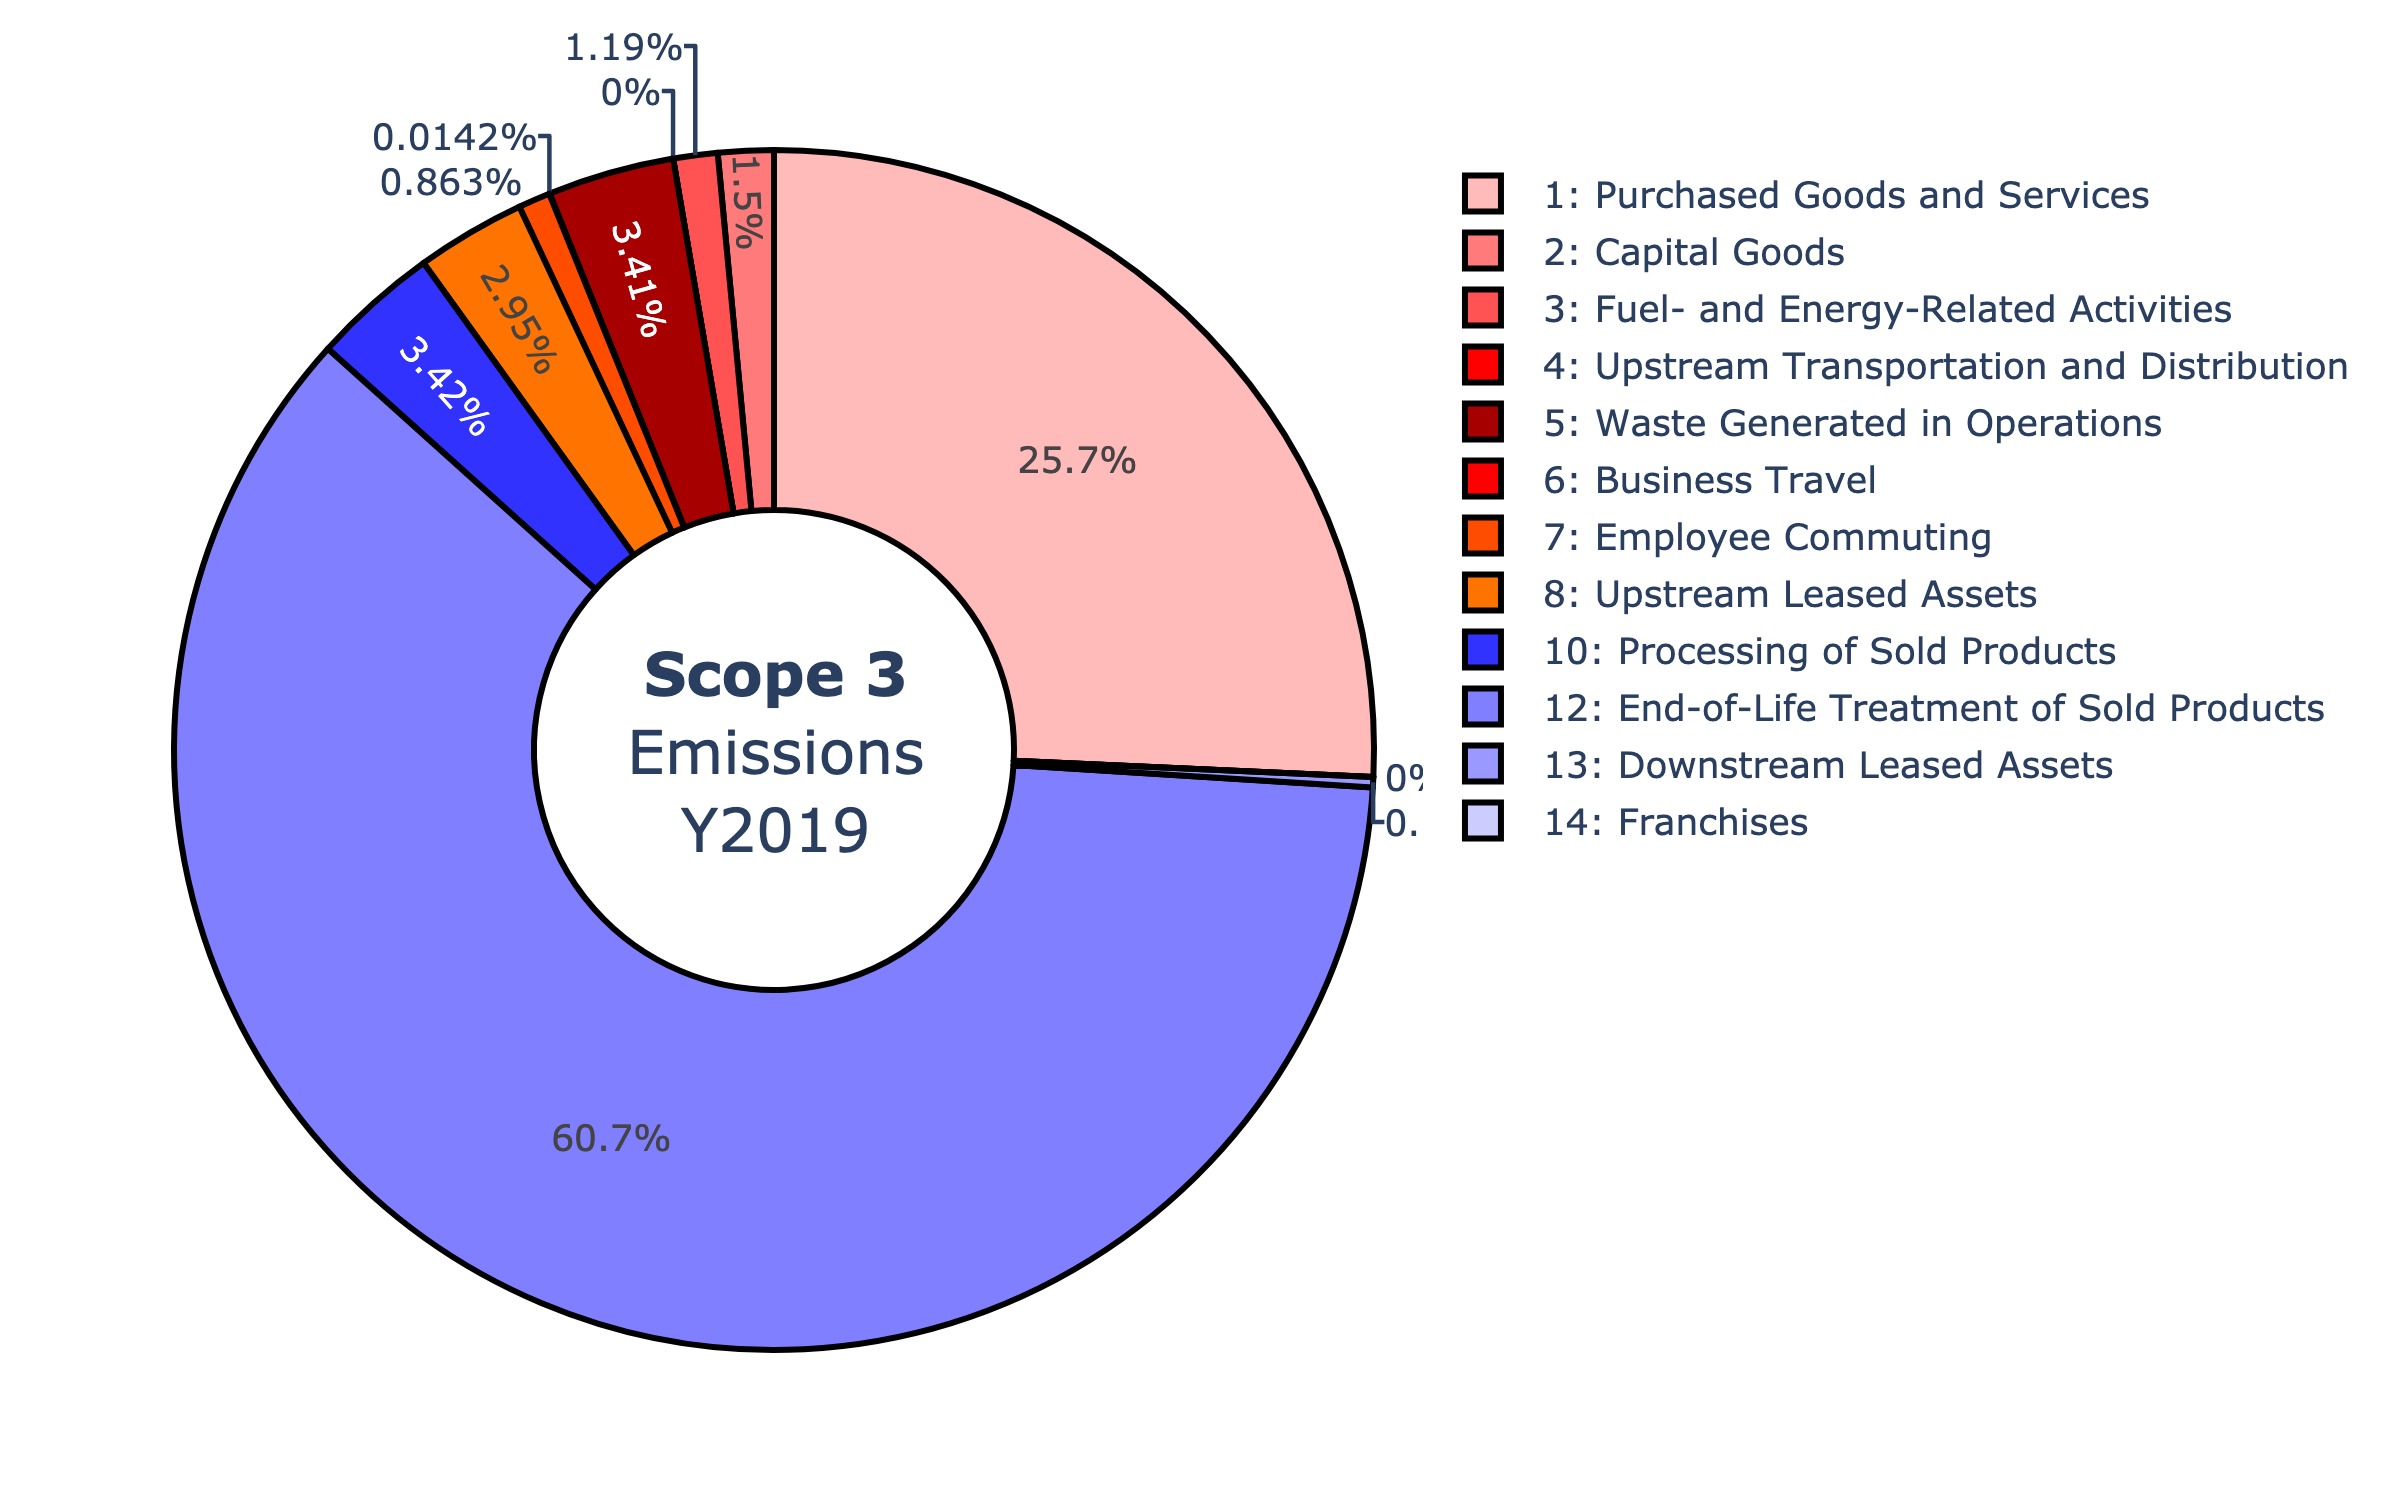 1.19%
0%
0.0142%
0.863%
1.5%
3.41%
2.95%
3.42%
25.7%
0%
0.
60.7%
Scope 3
Emissions
Y2019
1: Purchased Goods and Services
2: Capital Goods
3: Fuel- and Energy-Related Activities
4: Upstream Transportation and Distribution
5: Waste Generated in Operations
6: Business Travel
7: Employee Commuting
8: Upstream Leased Assets
10: Processing of Sold Products
12: End-of-Life Treatment of Sold Products
13: Downstream Leased Assets
14: Franchises